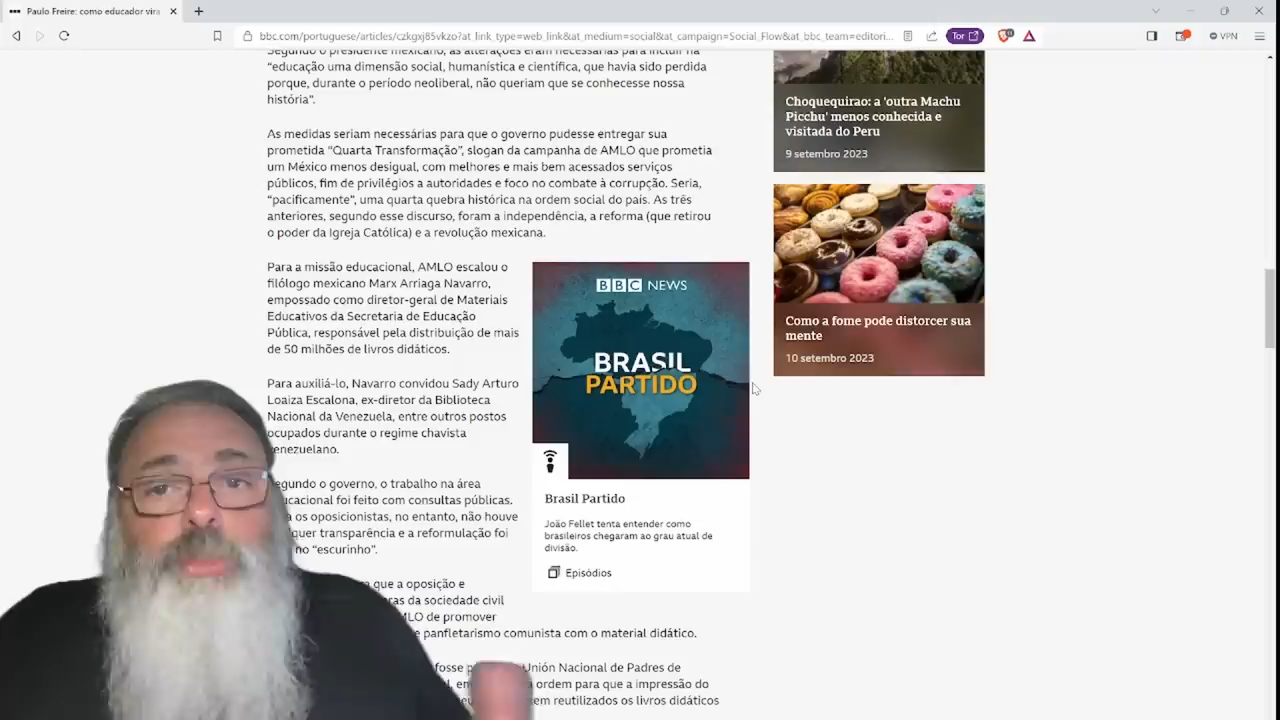 Paulo Freire: como educador vira
bbc.com/portuguese/articles/czkgxj85vkzo?at_link_type=web_link&at_medium=social&at_campaign=Social_Flow&at_bbc_team=editori...
Tor
VPN
Segundo o presidente mexicano, as alterações eram necessárias para incluir na
“educação uma dimensão social, humanística e científica, que havia sido perdida
porque, durante o período neoliberal, não queriam que se conhecesse nossa
história”.
As medidas seriam necessárias para que o governo pudesse entregar sua
prometida “Quarta Transformação”, slogan da campanha de AMLO que prometia
um México menos desigual, com melhores e mais bem acessados serviços
públicos, fim de privilégios a autoridades e foco no combate à corrupção. Seria,
“pacificamente”, uma quarta quebra histórica na ordem social do país. As três
anteriores, segundo esse discurso, foram a independência, a reforma (que retirou
o poder da Igreja Católica) e a revolução mexicana.
Para a missão educacional, AMLO escalou o
filólogo mexicano Marx Arriaga Navarro,
empossado como diretor-geral de Materiais
Educativos da Secretaria de Educação
Pública, responsável pela distribuição de mais
de 50 milhões de livros didáticos.
Para auxiliá-lo, Navarro convidou Sady Arturo
Loaiza Escalona, ex-diretor da Biblioteca
Nacional da Venezuela, entre outros postos
ocupados durante o regime chavista
venezuelano.
Segundo o governo, o trabalho na área
educacional foi feito com consultas públicas.
os oposicionistas, no entanto, não houve
transparência e a reformulação foi
no “escurinho”.
que a oposição e
da sociedade civil
de promover
e panfletarismo comunista com o material didático.
fosse Unión Nacional de Padres de
ordem para que a impressão do
reutilizados os livros didáticos
BBC NEWS
BRASIL
PARTIDO
Brasil Partido
João Fellet tenta entender como
brasileiros chegaram ao grau atual de
divisão.
Episódios
Choquequirao: a 'outra Machu
Picchu' menos conhecida e
visitada do Peru
9 setembro 2023
Como a fome pode distorcer sua
mente
10 setembro 2023